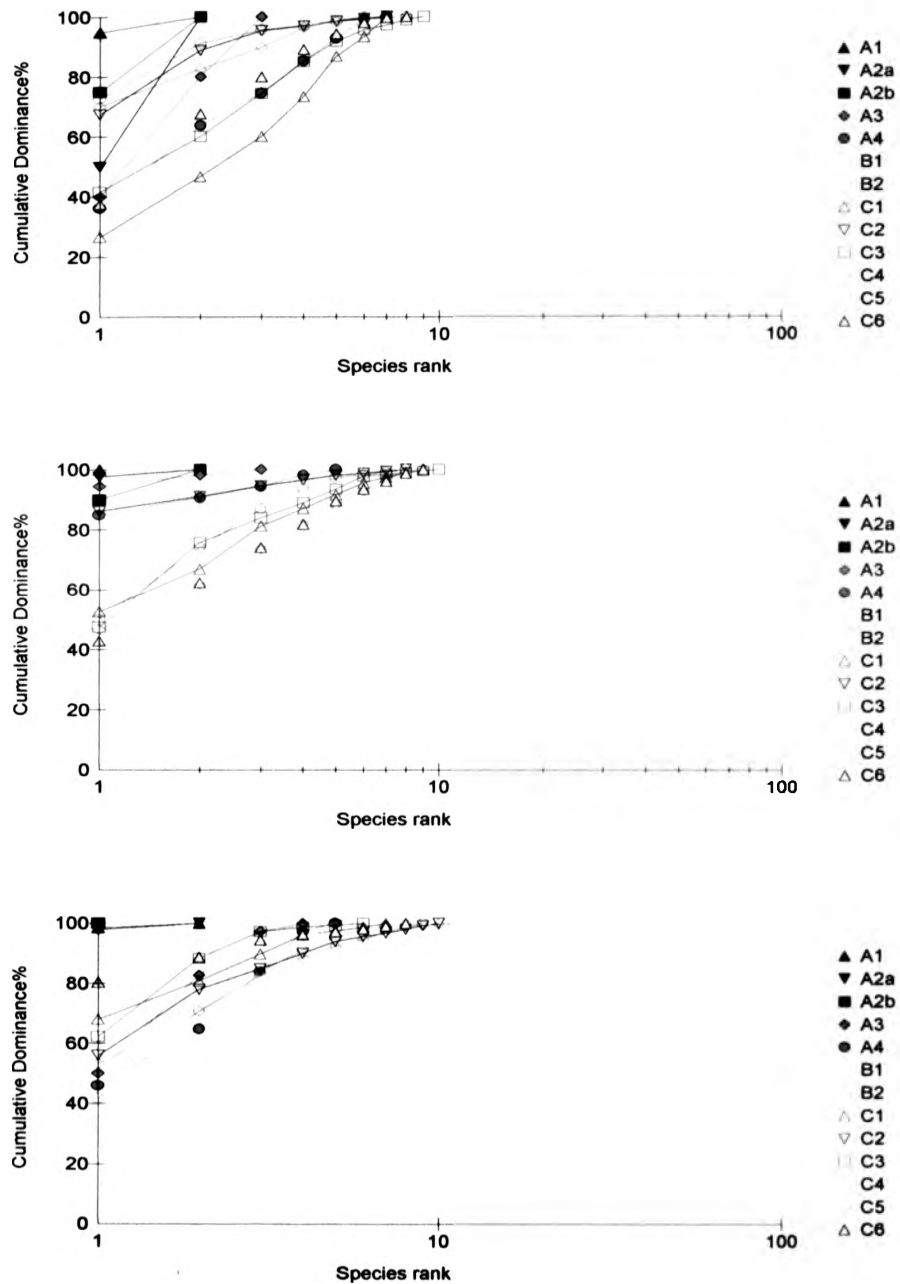 Cumulative Dominance%
100
80
60
40
20
0
1
10
100
Species rank
A1
A2a
A2b
A3
A4
B1
B2
C1
C2
C3
C4
C5
C6
Cumulative Dominance%
100
80
60
40
20
0
1
10
100
Species rank
A1
A2a
A2b
A3
A4
B1
B2
C1
C2
C3
C4
C5
C6
Cumulative Dominance%
100
80
60
40
20
0
1
10
100
Species rank
A1
A2a
A2b
A3
A4
B1
B2
C1
C2
C3
C4
C5
C6